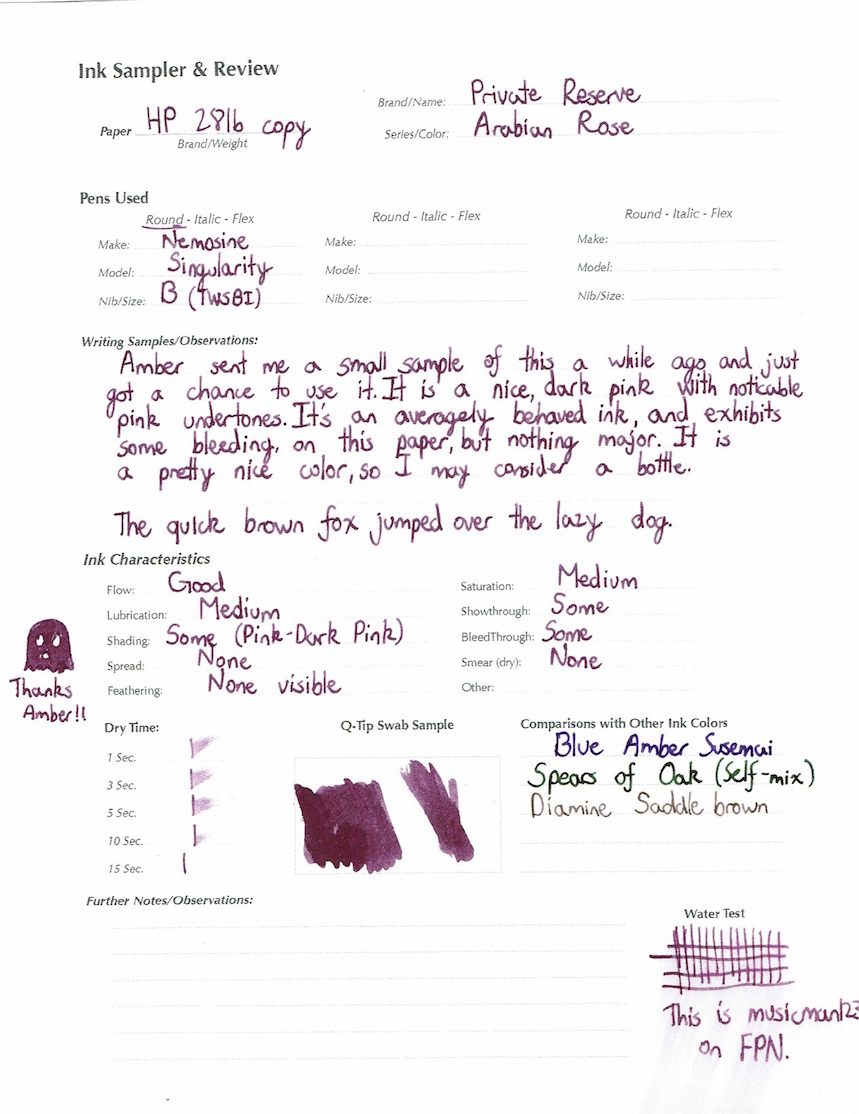 Ink Sampler & Review
Brand/Name: Private Reserve
Paper HP 28lb copy
Brand/Weight
Series/Color: Arabian Rose
Pens Used
Round - Italic - Flex
Make: Nemosine
Model: Singularity
Nib/Size: B (TWSBI)
Round - Italic - Flex
Make:
Model:
Nib/Size:
Round - Italic - Flex
Make:
Model:
Nib/Size:
Writing Samples/Observations:
Amber sent me a small sample of this a while ago and just
got a chance to use it. It is a nice, dark pink with noticable
pink undertones. It's an averagely behaved ink, and exhibits
some bleeding, on this paper, but nothing major. It is
a pretty nice color, so I may consider a bottle.
The quick brown fox jumped over the lazy dog.
Ink Characteristics
Flow: Good
Lubrication: Medium
Shading: Some (Pink-Dark Pink)
Spread: None
Feathering: None visible
Saturation: Medium
Showthrough: Some
BleedThrough: Some
Smear (dry): None
Other:
Thanks
Amber!!
Dry Time:
1 Sec.
3 Sec.
5 Sec.
10 Sec.
15 Sec.
Q-Tip Swab Sample
Comparisons with Other Ink Colors
Blue Amber Susemai
Spears of Oak (Self-mix)
Diamine Saddle brown
Further Notes/Observations:
Water Test
This is musicman123
on FPN.